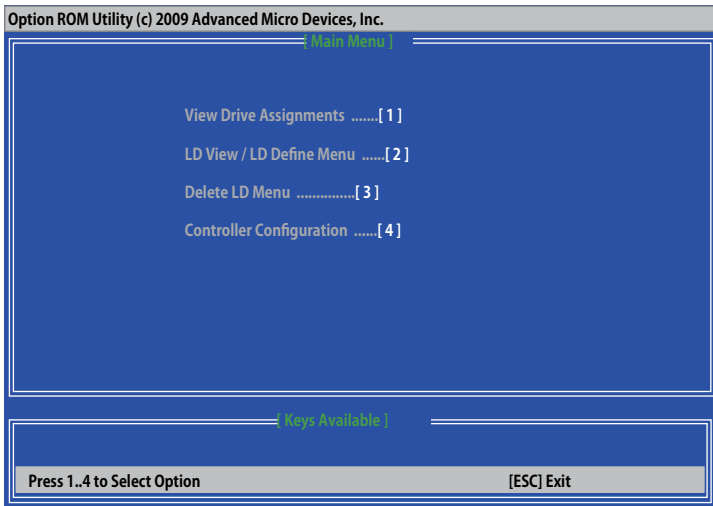 Option ROM Utility (c) 2009 Advanced Micro Devices, Inc.
[ Main Menu ]
View Drive Assignments .......[ 1 ]
LD View / LD Define Menu ......[ 2 ]
Delete LD Menu ...............[ 3 ]
Controller Configuration ......[ 4 ]
[ Keys Available ]
Press 1..4 to Select Option [ESC] Exit